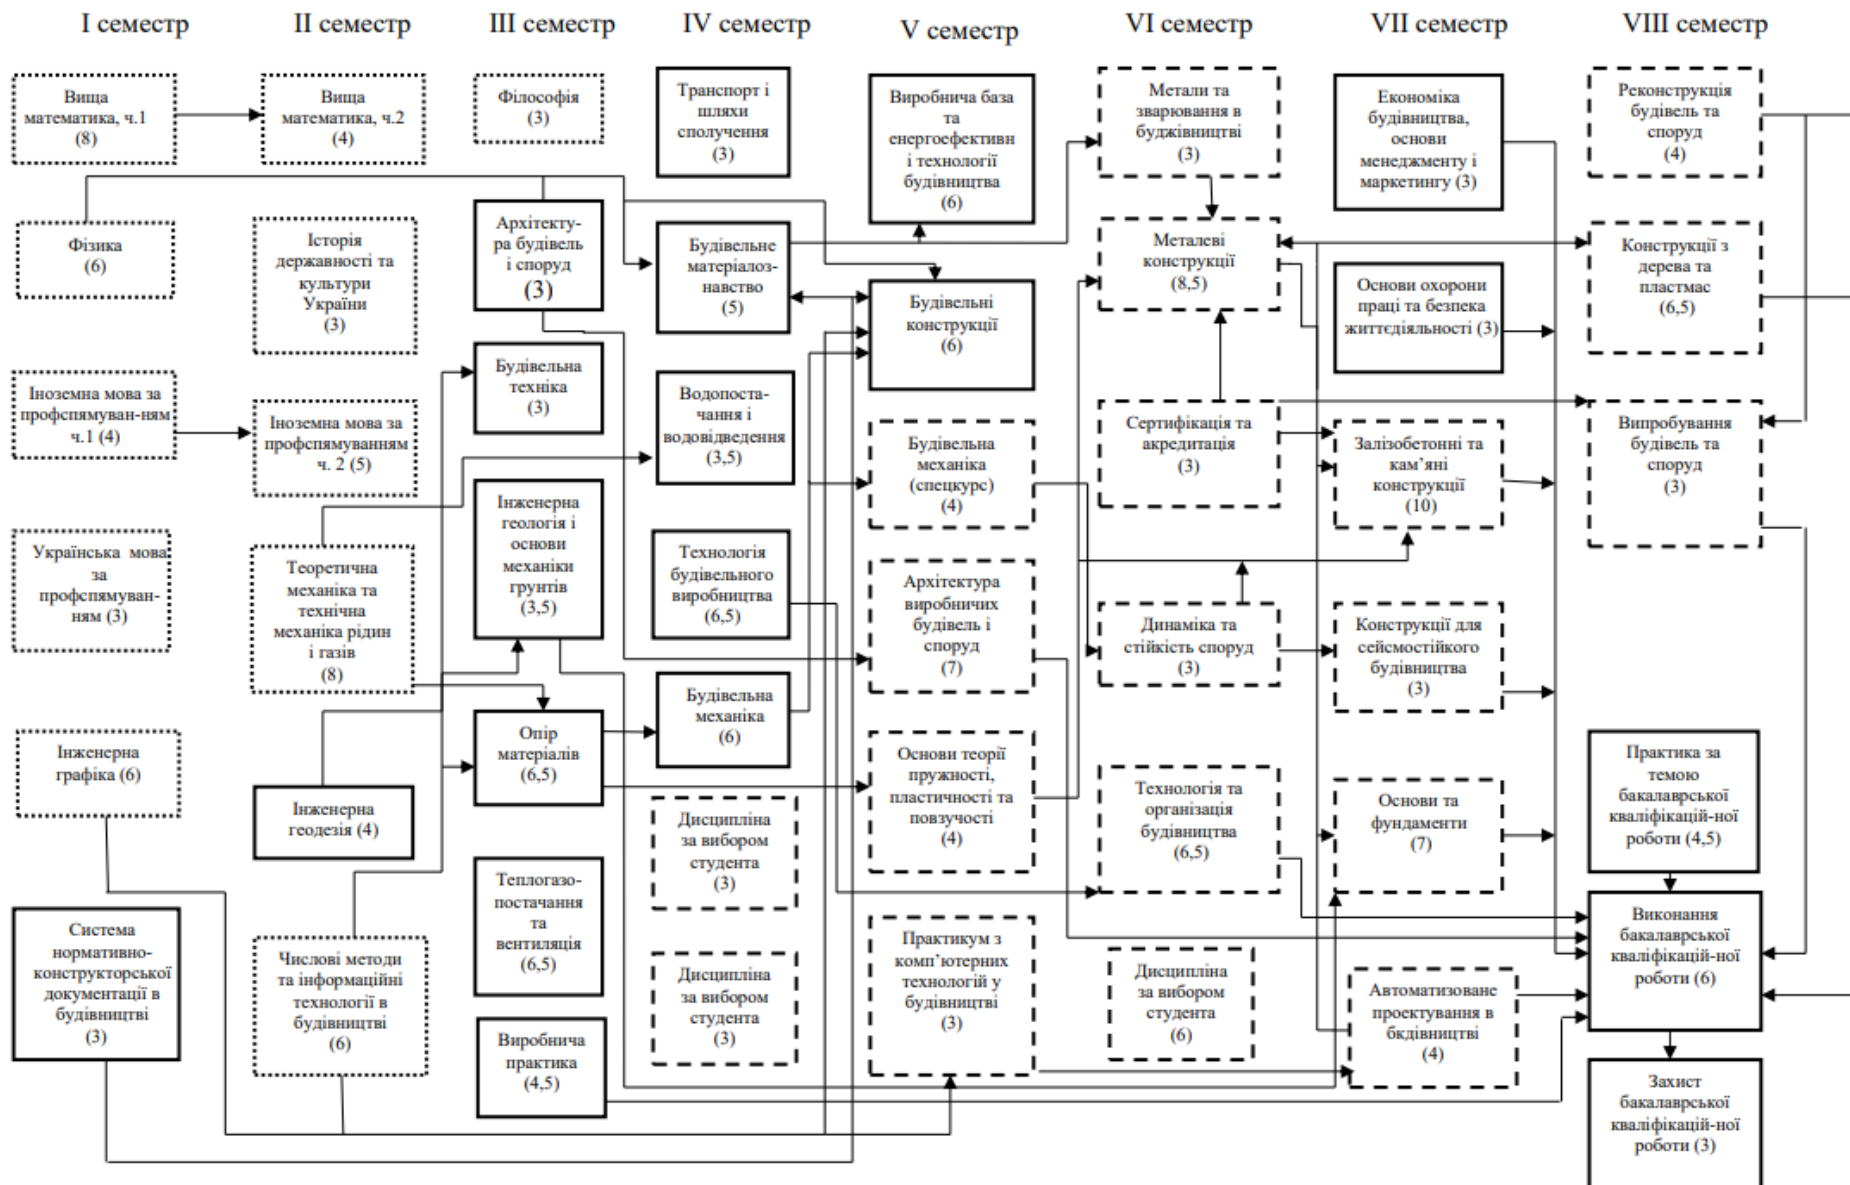 I семестр
II семестр
III семестр
IV семестр
V семестр
VI семестр
VII семестр
VIII семестр
Вища
математика, ч.1
(8)
Фізика
(6)
Іноземна мова за
профспямуван-ням
ч.1 (4)
Українська мова
за
профспямуван-
ням (3)
Інженерна
графіка (6)
Система
нормативно-
конструкторської
документації в
будівництві
(3)
Вища
математика, ч.2
(4)
Історія
державності та
культури
України
(3)
Іноземна мова за
профспямуванням
ч. 2 (5)
Теоретична
механіка та
технічна
механіка рідин
і газів
(8)
Інженерна
геодезія (4)
Числові методи
та інформаційні
технології в
будівництві
(6)
Філософія
(3)
Архітекту-
ра будівель
і споруд
(3)
Будівельна
техніка
(3)
Інженерна
геологія і
основи
механіки
грунтів
(3,5)
Опір
матеріалів
(6,5)
Теплогазо-
постачання
та
вентиляція
(6,5)
Виробнича
практика
(4,5)
Транспорт і
шляхи
сполучення
(3)
Будівельне
матеріалоз-
навство
(5)
Водопоста-
чання і
водовідведення
(3,5)
Технологія
будівельного
виробництва
(6,5)
Будівельна
механіка
(6)
Дисципліна
за вибором
студента
(3)
Дисципліна
за вибором
студента
(3)
Виробнича база
та
енергоефективн
і технології
будівництва
(6)
Будівельні
конструкції
(6)
Будівельна
механіка
(спецкурс)
(4)
Архітектура
виробничих
будівель і
споруд
(7)
Основи теорії
пружності,
пластичності та
повзучості
(4)
Практикум з
комп’ютерних
технологій у
будівництві
(3)
Метали та
зварювання в
буджівництві
(3)
Металеві
конструкції
(8,5)
Сертифікація та
акредитація
(3)
Динаміка та
стійкість споруд
(3)
Технологія та
організація
будівництва
(6,5)
Дисципліна
за вибором
студента
(6)
Економіка
будівництва,
основи
менеджменту і
маркетингу (3)
Основи охорони
праці та безпека
життєдіяльності (3)
Залізобетонні та
кам’яні
конструкції
(10)
Конструкції для
сейсмостійкого
будівництва
(3)
Основи та
фундаменти
(7)
Автоматизоване
проектування в
бкдівництві
(4)
Реконструкція
будівель та
споруд
(4)
Конструкції з
дерева та
пластмас
(6,5)
Випробування
будівель та
споруд
(3)
Практика за
темою
бакалаврської
кваліфікацій-ної
роботи (4,5)
Виконання
бакалаврської
кваліфікацій-ної
роботи (6)
Захист
бакалаврської
кваліфікацій-ної
роботи (3)